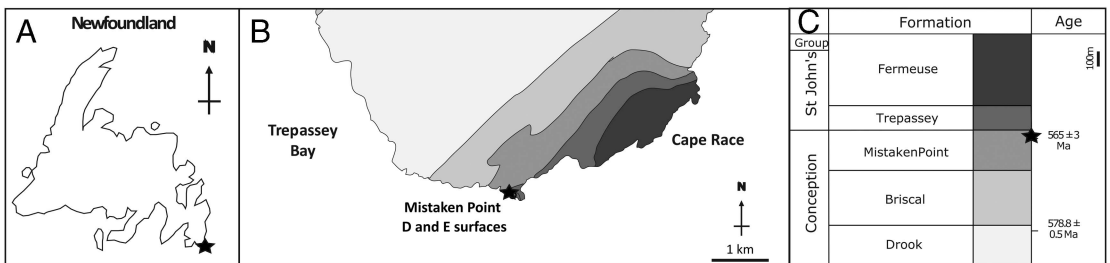 A
Newfoundland
N
B
Trepassey
Bay
Cape Race
Mistaken Point
D and E surfaces
N
1 km
C
Formation
Age
Group
St John's
Fermeuse
Trepassey
Conception
MistakenPoint
Briscal
Drook
100m
565 ±3
Ma
578.8 ±
0.5 Ma